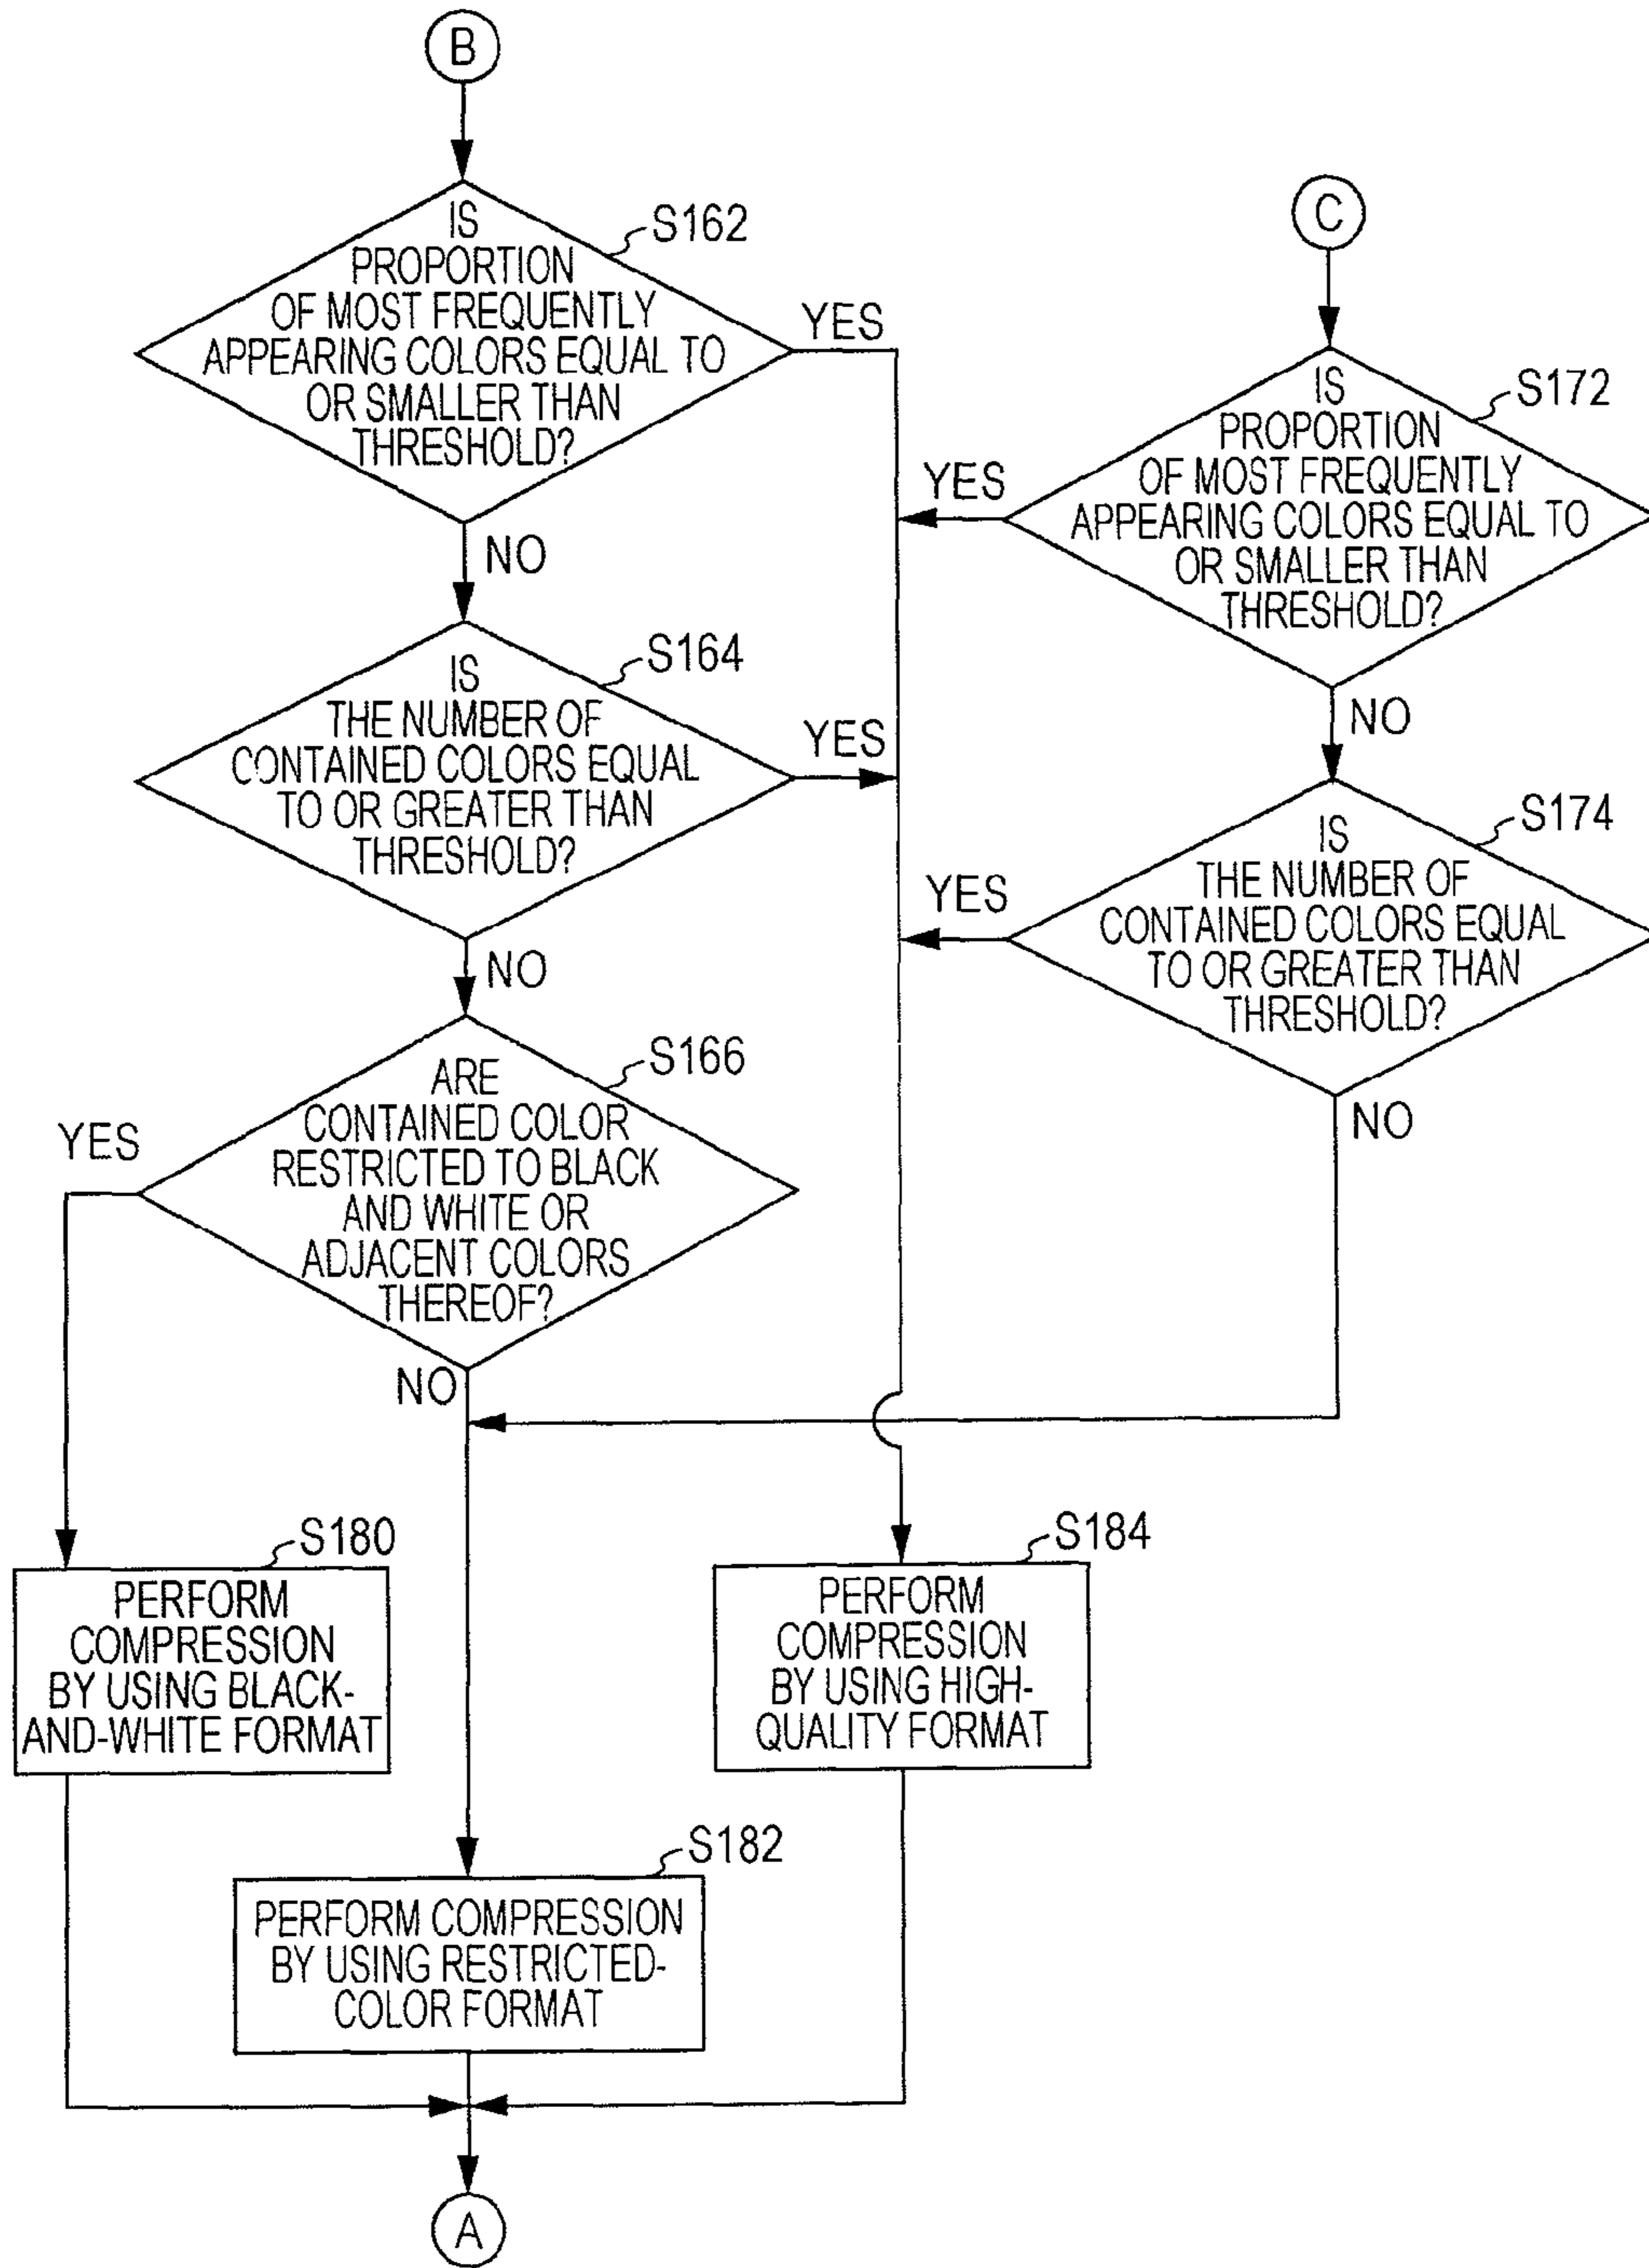 B
IS
PROPORTION
OF MOST FREQUENTLY
APPEARING COLORS EQUAL TO
OR SMALLER THAN
THRESHOLD?
S162
YES
NO
C
IS
PROPORTION
OF MOST FREQUENTLY
APPEARING COLORS EQUAL TO
OR SMALLER THAN
THRESHOLD?
S172
YES
NO
IS
THE NUMBER OF
CONTAINED COLORS EQUAL
TO OR GREATER THAN
THRESHOLD?
S164
YES
NO
IS
THE NUMBER OF
CONTAINED COLORS EQUAL
TO OR GREATER THAN
THRESHOLD?
S174
YES
NO
ARE
CONTAINED COLOR
RESTRICTED TO BLACK
AND WHITE OR
ADJACENT COLORS
THEREOF?
S166
YES
NO
S180
PERFORM
COMPRESSION
BY USING BLACK-
AND-WHITE FORMAT
S184
PERFORM
COMPRESSION
BY USING HIGH-
QUALITY FORMAT
S182
PERFORM COMPRESSION
BY USING RESTRICTED-
COLOR FORMAT
A